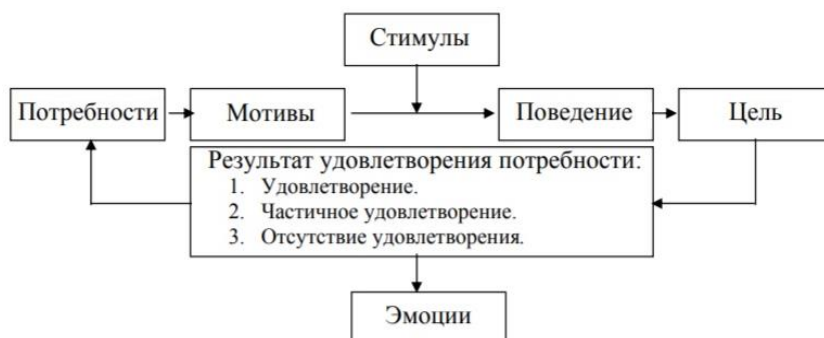 Стимулы
Потребности
Мотивы
Поведение
Цель
Результат удовлетворения потребности:
1. Удовлетворение.
2. Частичное удовлетворение.
3. Отсутствие удовлетворения.
Эмоции